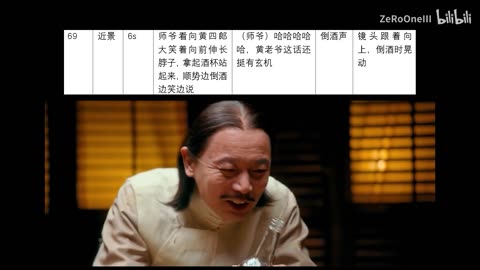 ZeRoOneIII bilibili
69
近景
6s
师爷看向黄四郎
大笑着向前伸长
脖子，拿起酒杯站
起来，顺势边倒酒
边笑边说
（师爷）哈哈哈哈
哈，黄老爷这话还
挺有玄机
倒酒声
镜头跟着向
上，倒酒时晃
动